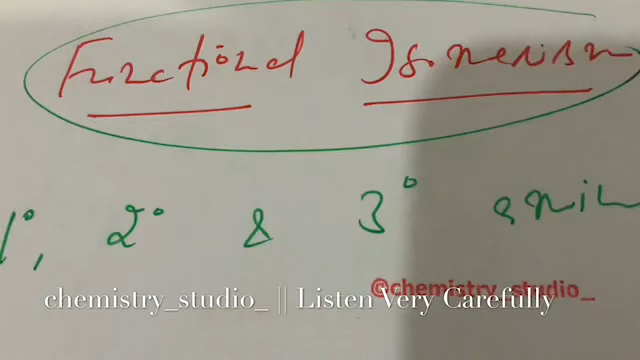 Functional Isomerism
1°, 2° & 3° amin
@chemistry_studio_
chemistry_studio_ || Listen Very Carefully